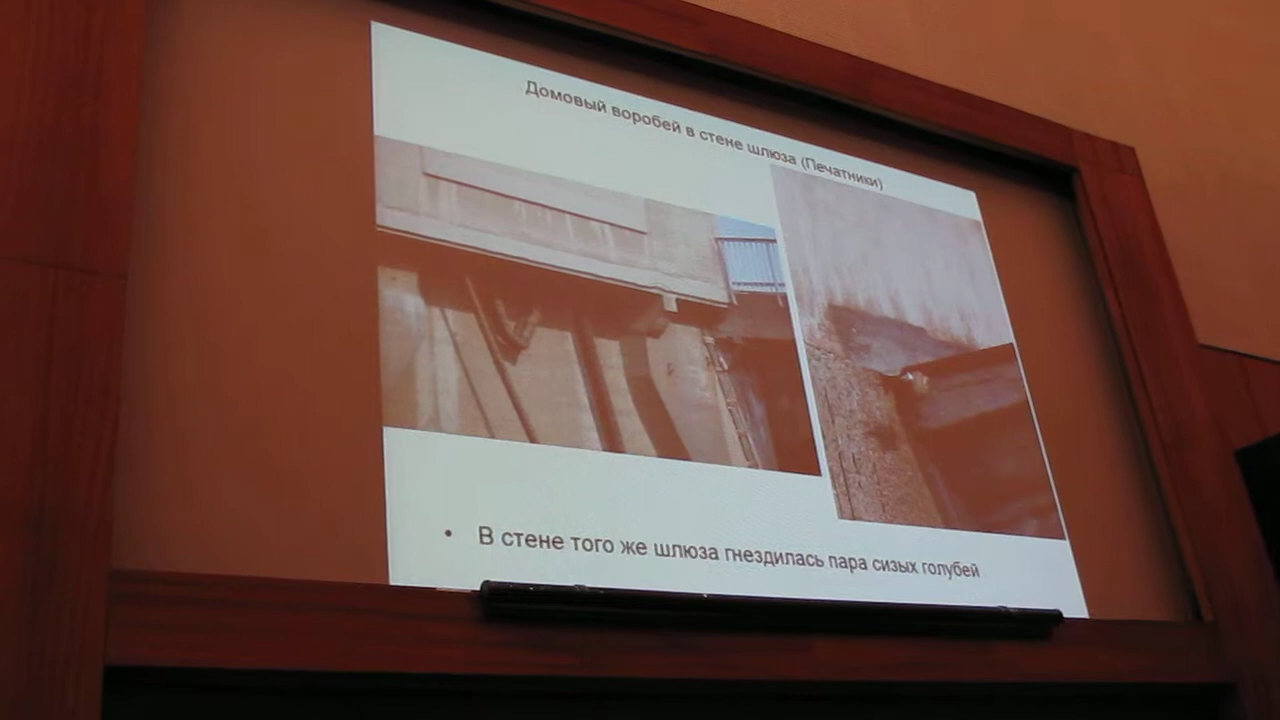 Домовый воробей в стене шлюза (Печатники)
• В стене того же шлюза гнездилась пара сизых голубей